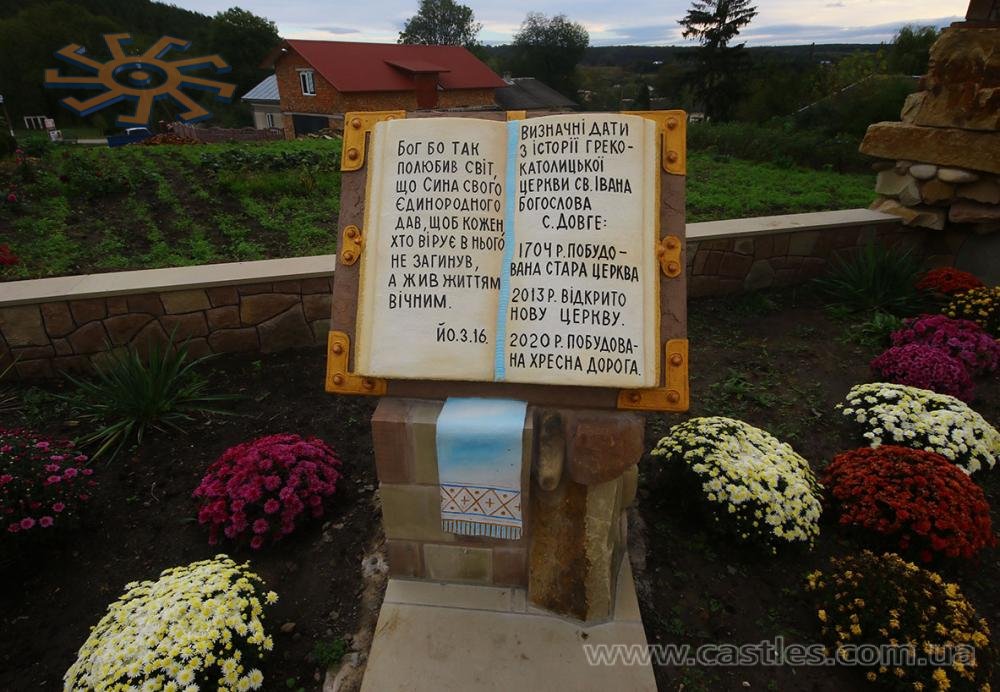 Бог бо так
полюбив світ,
що Сина свого
Єдинородного
дав, щоб кожен,
хто вірує в Нього
не загинув,
а жив життям
вічним.
Йо.3.16.
Визначні дати
з історії греко-
католицької
церкви св. Івана
Богослова
с. Довге:
1704 р. побудо-
вана стара церква
2013 р. відкрито
нову церкву.
2020 р. побудова-
на хресна дорога.
www.castles.com.ua